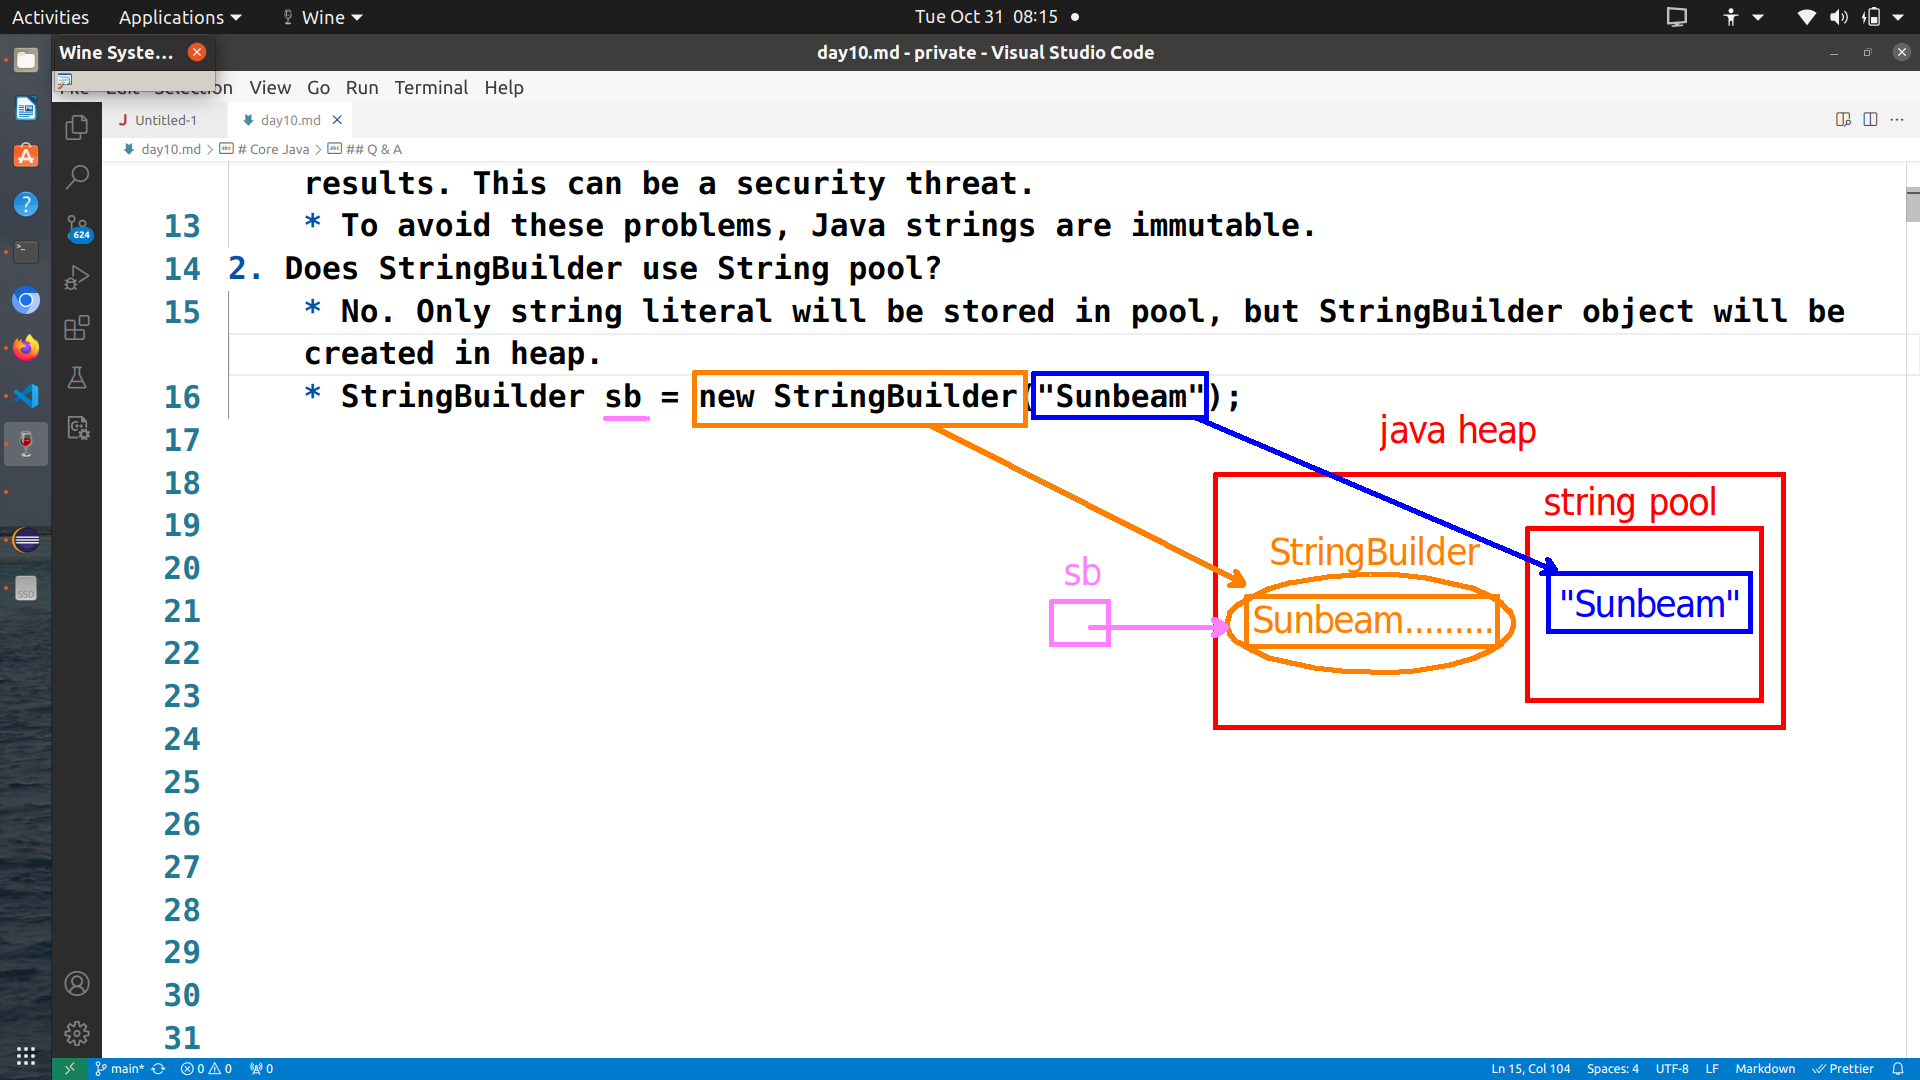 Activities Applications Wine Tue Oct 31 08:15
Wine Syste... day10.md - private - Visual Studio Code
Selection View Go Run Terminal Help
J Untitled-1 day10.md
day10.md > # Core Java > ## Q & A
results. This can be a security threat.
13 * To avoid these problems, Java strings are immutable.
14 2. Does StringBuilder use String pool?
15 * No. Only string literal will be stored in pool, but StringBuilder object will be
created in heap.
16 * StringBuilder sb = new StringBuilder("Sunbeam");
17
java heap
18
string pool
19
StringBuilder
20
sb
"Sunbeam"
21
Sunbeam.........
22
23
24
25
26
27
28
29
30
31
624
SSD
main* 0 0 0 Ln 15, Col 104 Spaces: 4 UTF-8 LF Markdown Prettier